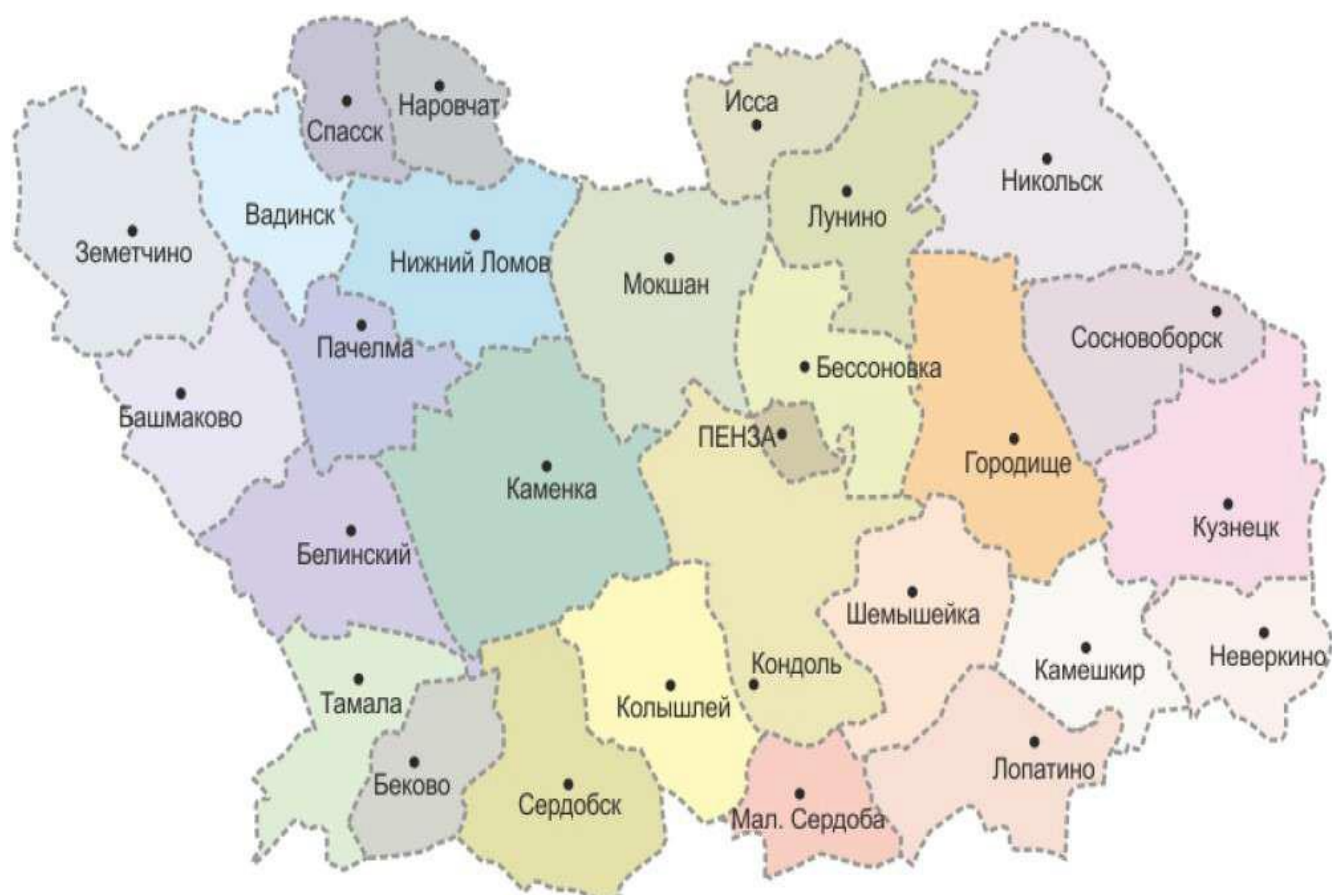 Исса
Наровчат
Спасск
Никольск
Вадинск
Лунино
Земетчино
Нижний Ломов
Мокшан
Сосновоборск
Пачелма
Бессоновка
Башмаково
ПЕНЗА
Городище
Каменка
Кузнецк
Белинский
Шемышейка
Неверкино
Кондоль
Камешкир
Тамала
Колышлей
Лопатино
Беково
Сердобск
Мал. Сердоба